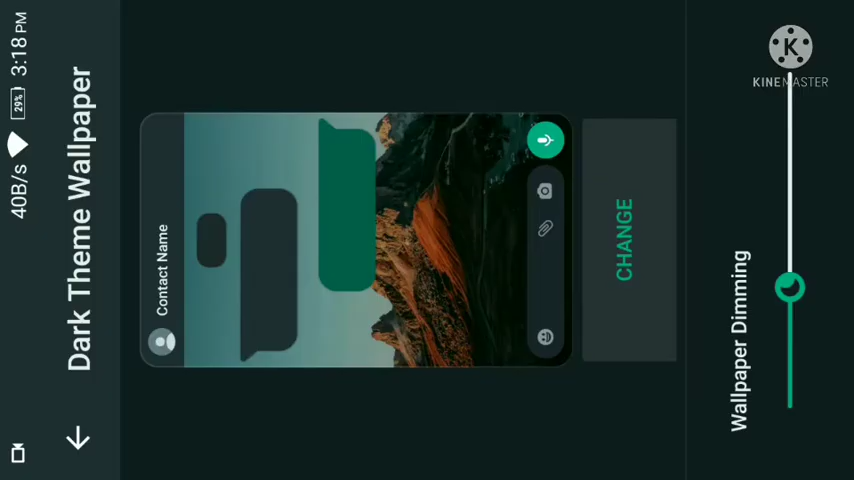 40B/s 29% 3:18 PM
Dark Theme Wallpaper
Contact Name
CHANGE
Wallpaper Dimming
K
KINEMASTER